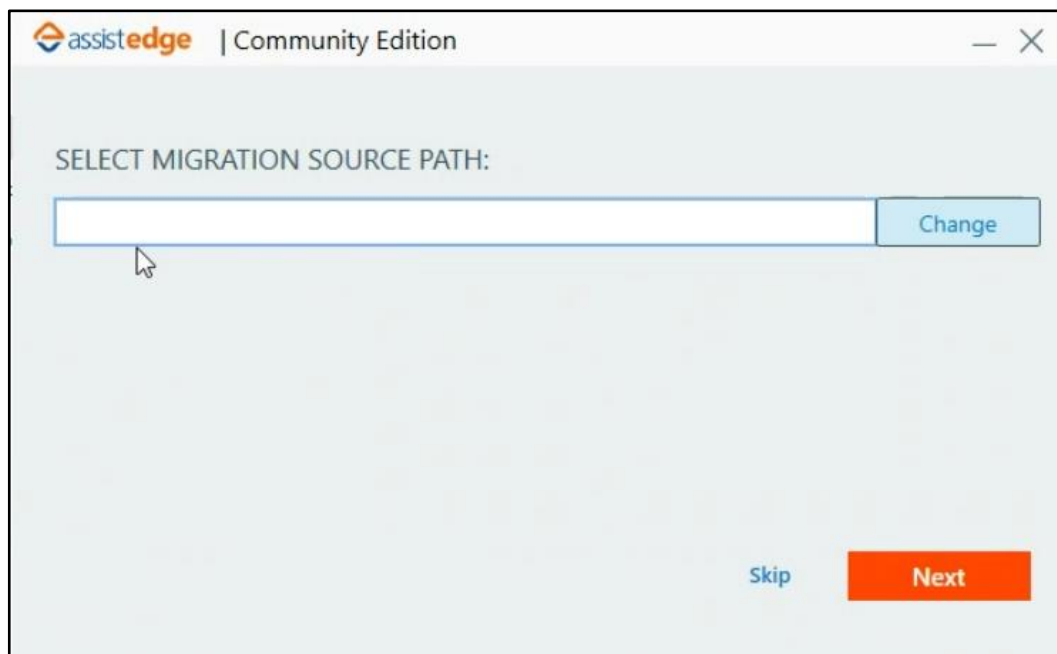 assistedge | Community Edition
SELECT MIGRATION SOURCE PATH:
Change
Skip Next